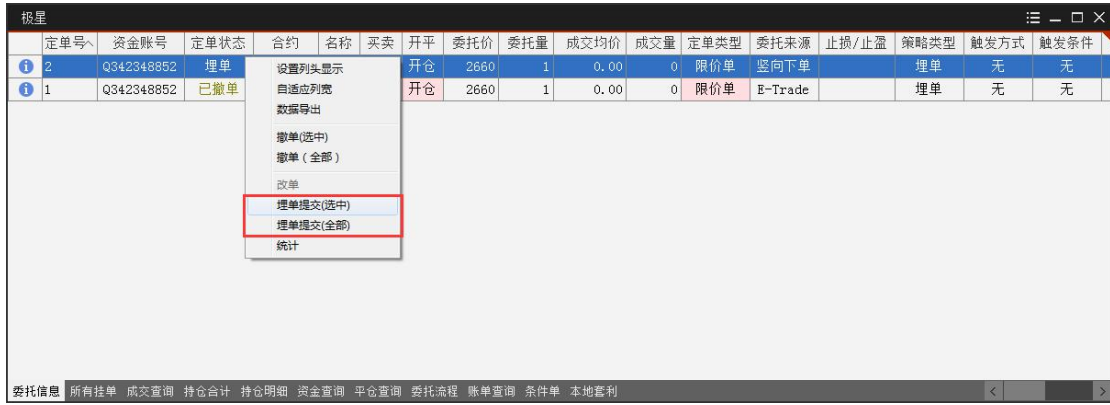 极星
定单号 资金账号 定单状态 合约 名称 买卖 开平 委托价 委托量 成交均价 成交量 定单类型 委托来源 止损/止盈 策略类型 触发方式 触发条件
2 Q342348852 埋单 开仓 2660 1 0.00 0 限价单 竖向下单 埋单 无 无
1 Q342348852 已撤单 开仓 2660 1 0.00 0 限价单 E-Trade 埋单 无 无
设置列头显示
自适应列宽
数据导出
撤单(选中)
撤单（全部）
改单
埋单提交(选中)
埋单提交(全部)
统计
委托信息 所有挂单 成交查询 持仓合计 持仓明细 资金查询 平仓查询 委托流程 账单查询 条件单 本地套利